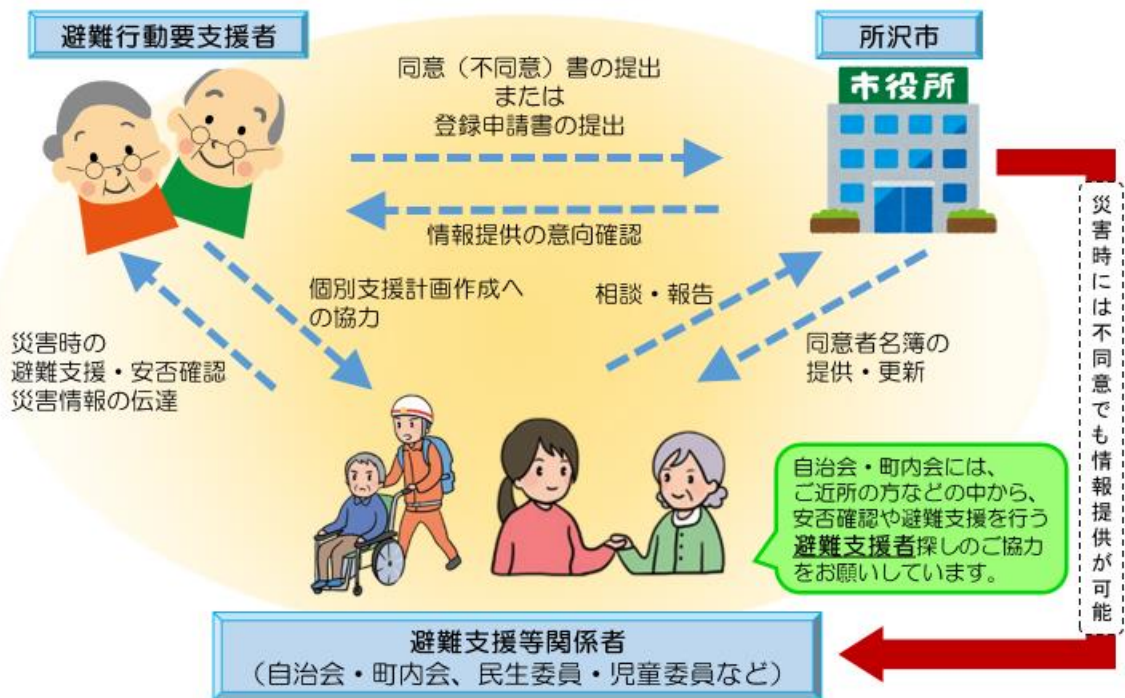 避難行動要支援者
所沢市
市役所
同意（不同意）書の提出
または
登録申請書の提出
情報提供の意向確認
個別支援計画作成へ
の協力
相談・報告
災害時の
避難支援・安否確認
災害情報の伝達
同意者名簿の
提供・更新
災害時には不同意でも情報提供が可能
自治会・町内会には、
ご近所の方などの中から、
安否確認や避難支援を行う
避難支援者探しのご協力
をお願いしています。
避難支援等関係者
（自治会・町内会、民生委員・児童委員など）